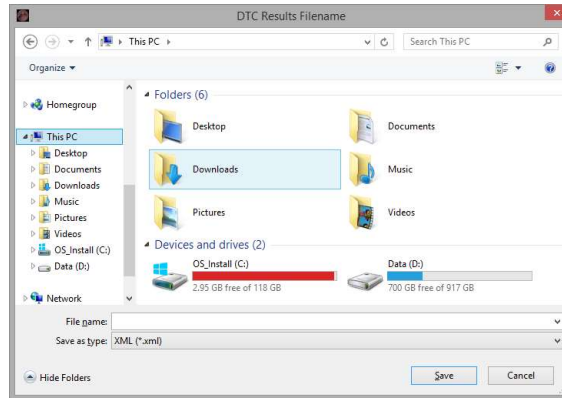 DTC Results Filename
This PC
Search This PC
Organize
Homegroup
This PC
Desktop
Documents
Downloads
Music
Pictures
Videos
OS_Install (C:)
Data (D:)
Network
Folders (6)
Desktop
Documents
Downloads
Music
Pictures
Videos
Devices and drives (2)
OS_Install (C:)
2.95 GB free of 118 GB
Data (D:)
700 GB free of 917 GB
File name:
Save as type: XML (*.xml)
Hide Folders
Save
Cancel